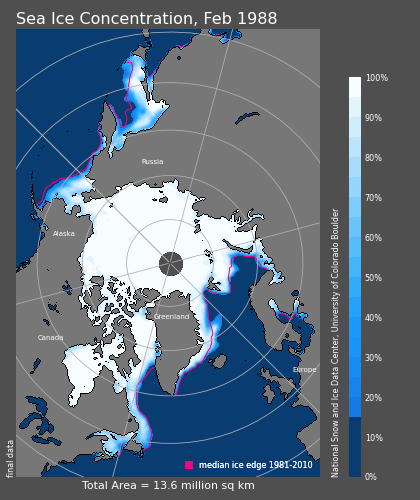 Sea Ice Concentration, Feb 1988
100%
90%
80%
70%
60%
50%
40%
30%
20%
10%
0%
Russia
Alaska
Canada
Greenland
Europe
National Snow and Ice Data Center, University of Colorado Boulder
final data
median ice edge 1981-2010
Total Area = 13.6 million sq km